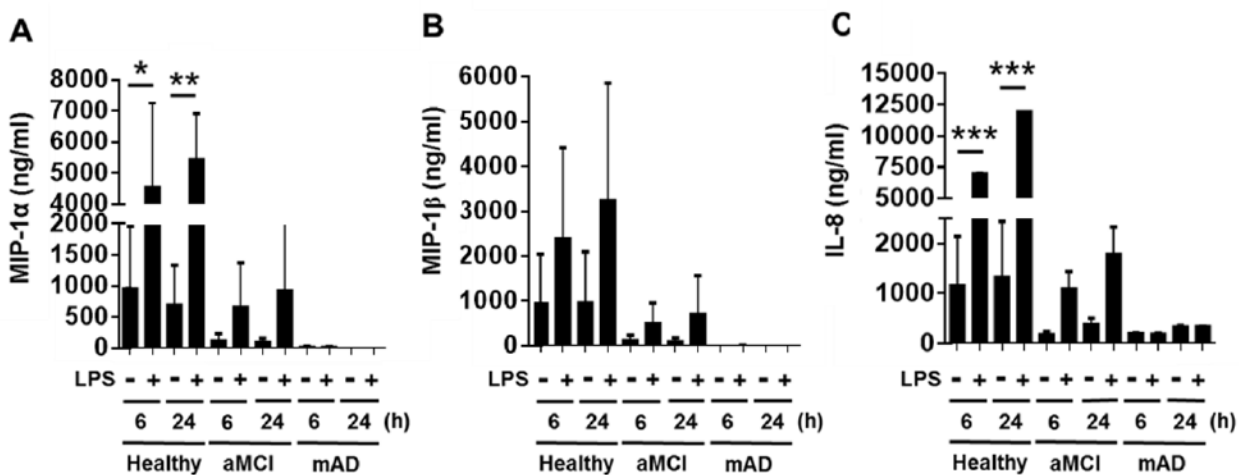 A
MIP-1α (ng/ml)
8000
7000
6000
5000
4000
2000
1500
1000
500
0
*
**
LPS - + - + - + - + - + - +
6 24 6 24 6 24 (h)
Healthy aMCI mAD
B
MIP-1β (ng/ml)
6000
5000
4000
3000
2000
1000
0
LPS - + - + - + - + - + - +
6 24 6 24 6 24 (h)
Healthy aMCI mAD
C
IL-8 (ng/ml)
15000
12500
10000
7500
5000
2000
1000
0
***
***
LPS - + - + - + - + - + - +
6 24 6 24 6 24 (h)
Healthy aMCI mAD